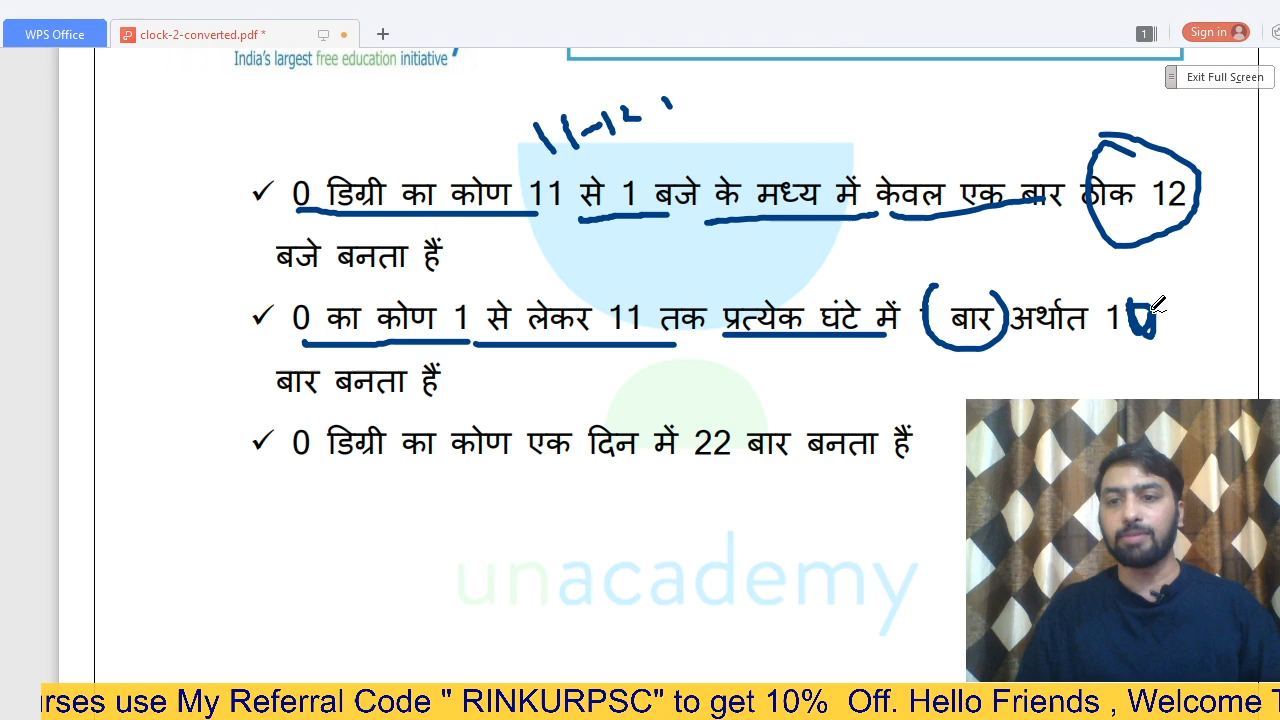 WPS Office
clock-2-converted.pdf *
1
Sign in
India's largest free education initiative
Exit Full Screen
11-12
✓ 0 डिग्री का कोण 11 से 1 बजे के मध्य में केवल एक बार ठीक 12
बजे बनता हैं
✓ 0 का कोण 1 से लेकर 11 तक प्रत्येक घंटे में बार अर्थात
बार बनता हैं
✓ 0 डिग्री का कोण एक दिन में 22 बार बनता हैं
unacademy
urses use My Referral Code " RINKURPSC" to get 10% Off. Hello Friends , Welcome T